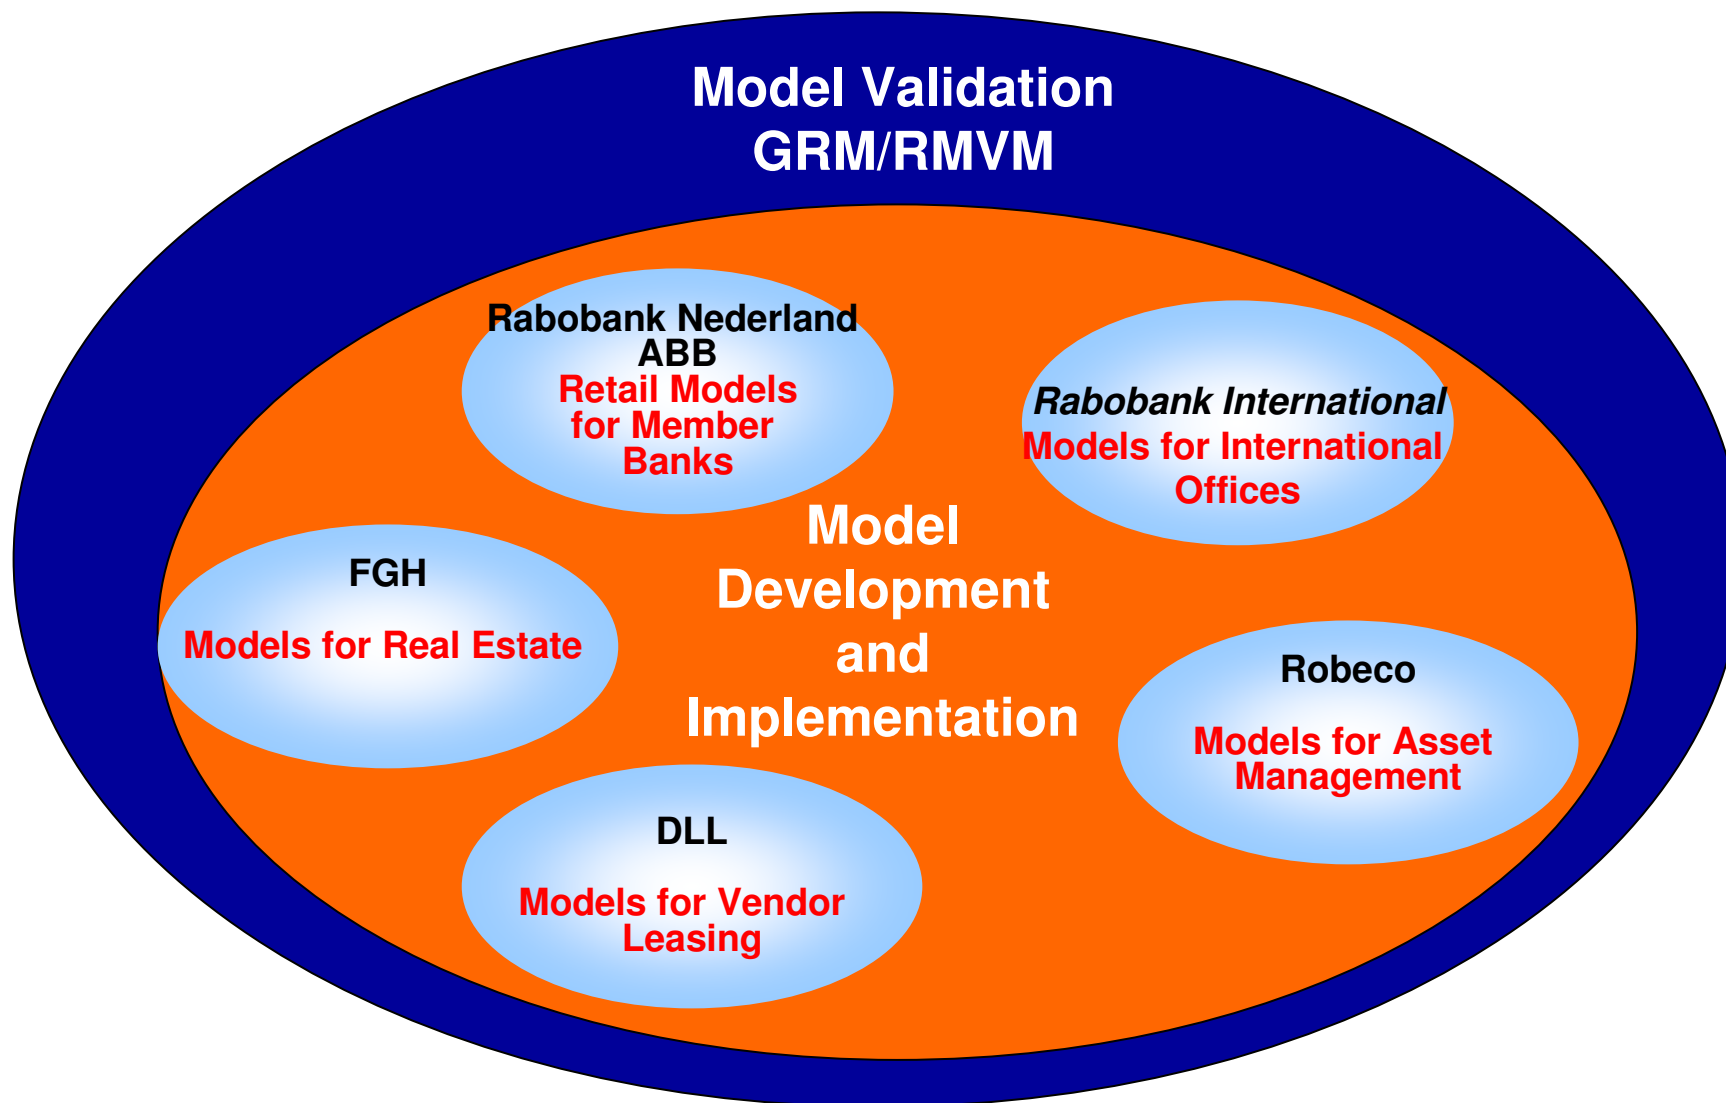 Model Validation
GRM/RMVM
Rabobank Nederland
ABB
Retail Models
for Member
Banks
Rabobank International
Models for International
Offices
Model
Development
and
Implementation
FGH
Models for Real Estate
Robeco
Models for Asset
Management
DLL
Models for Vendor
Leasing